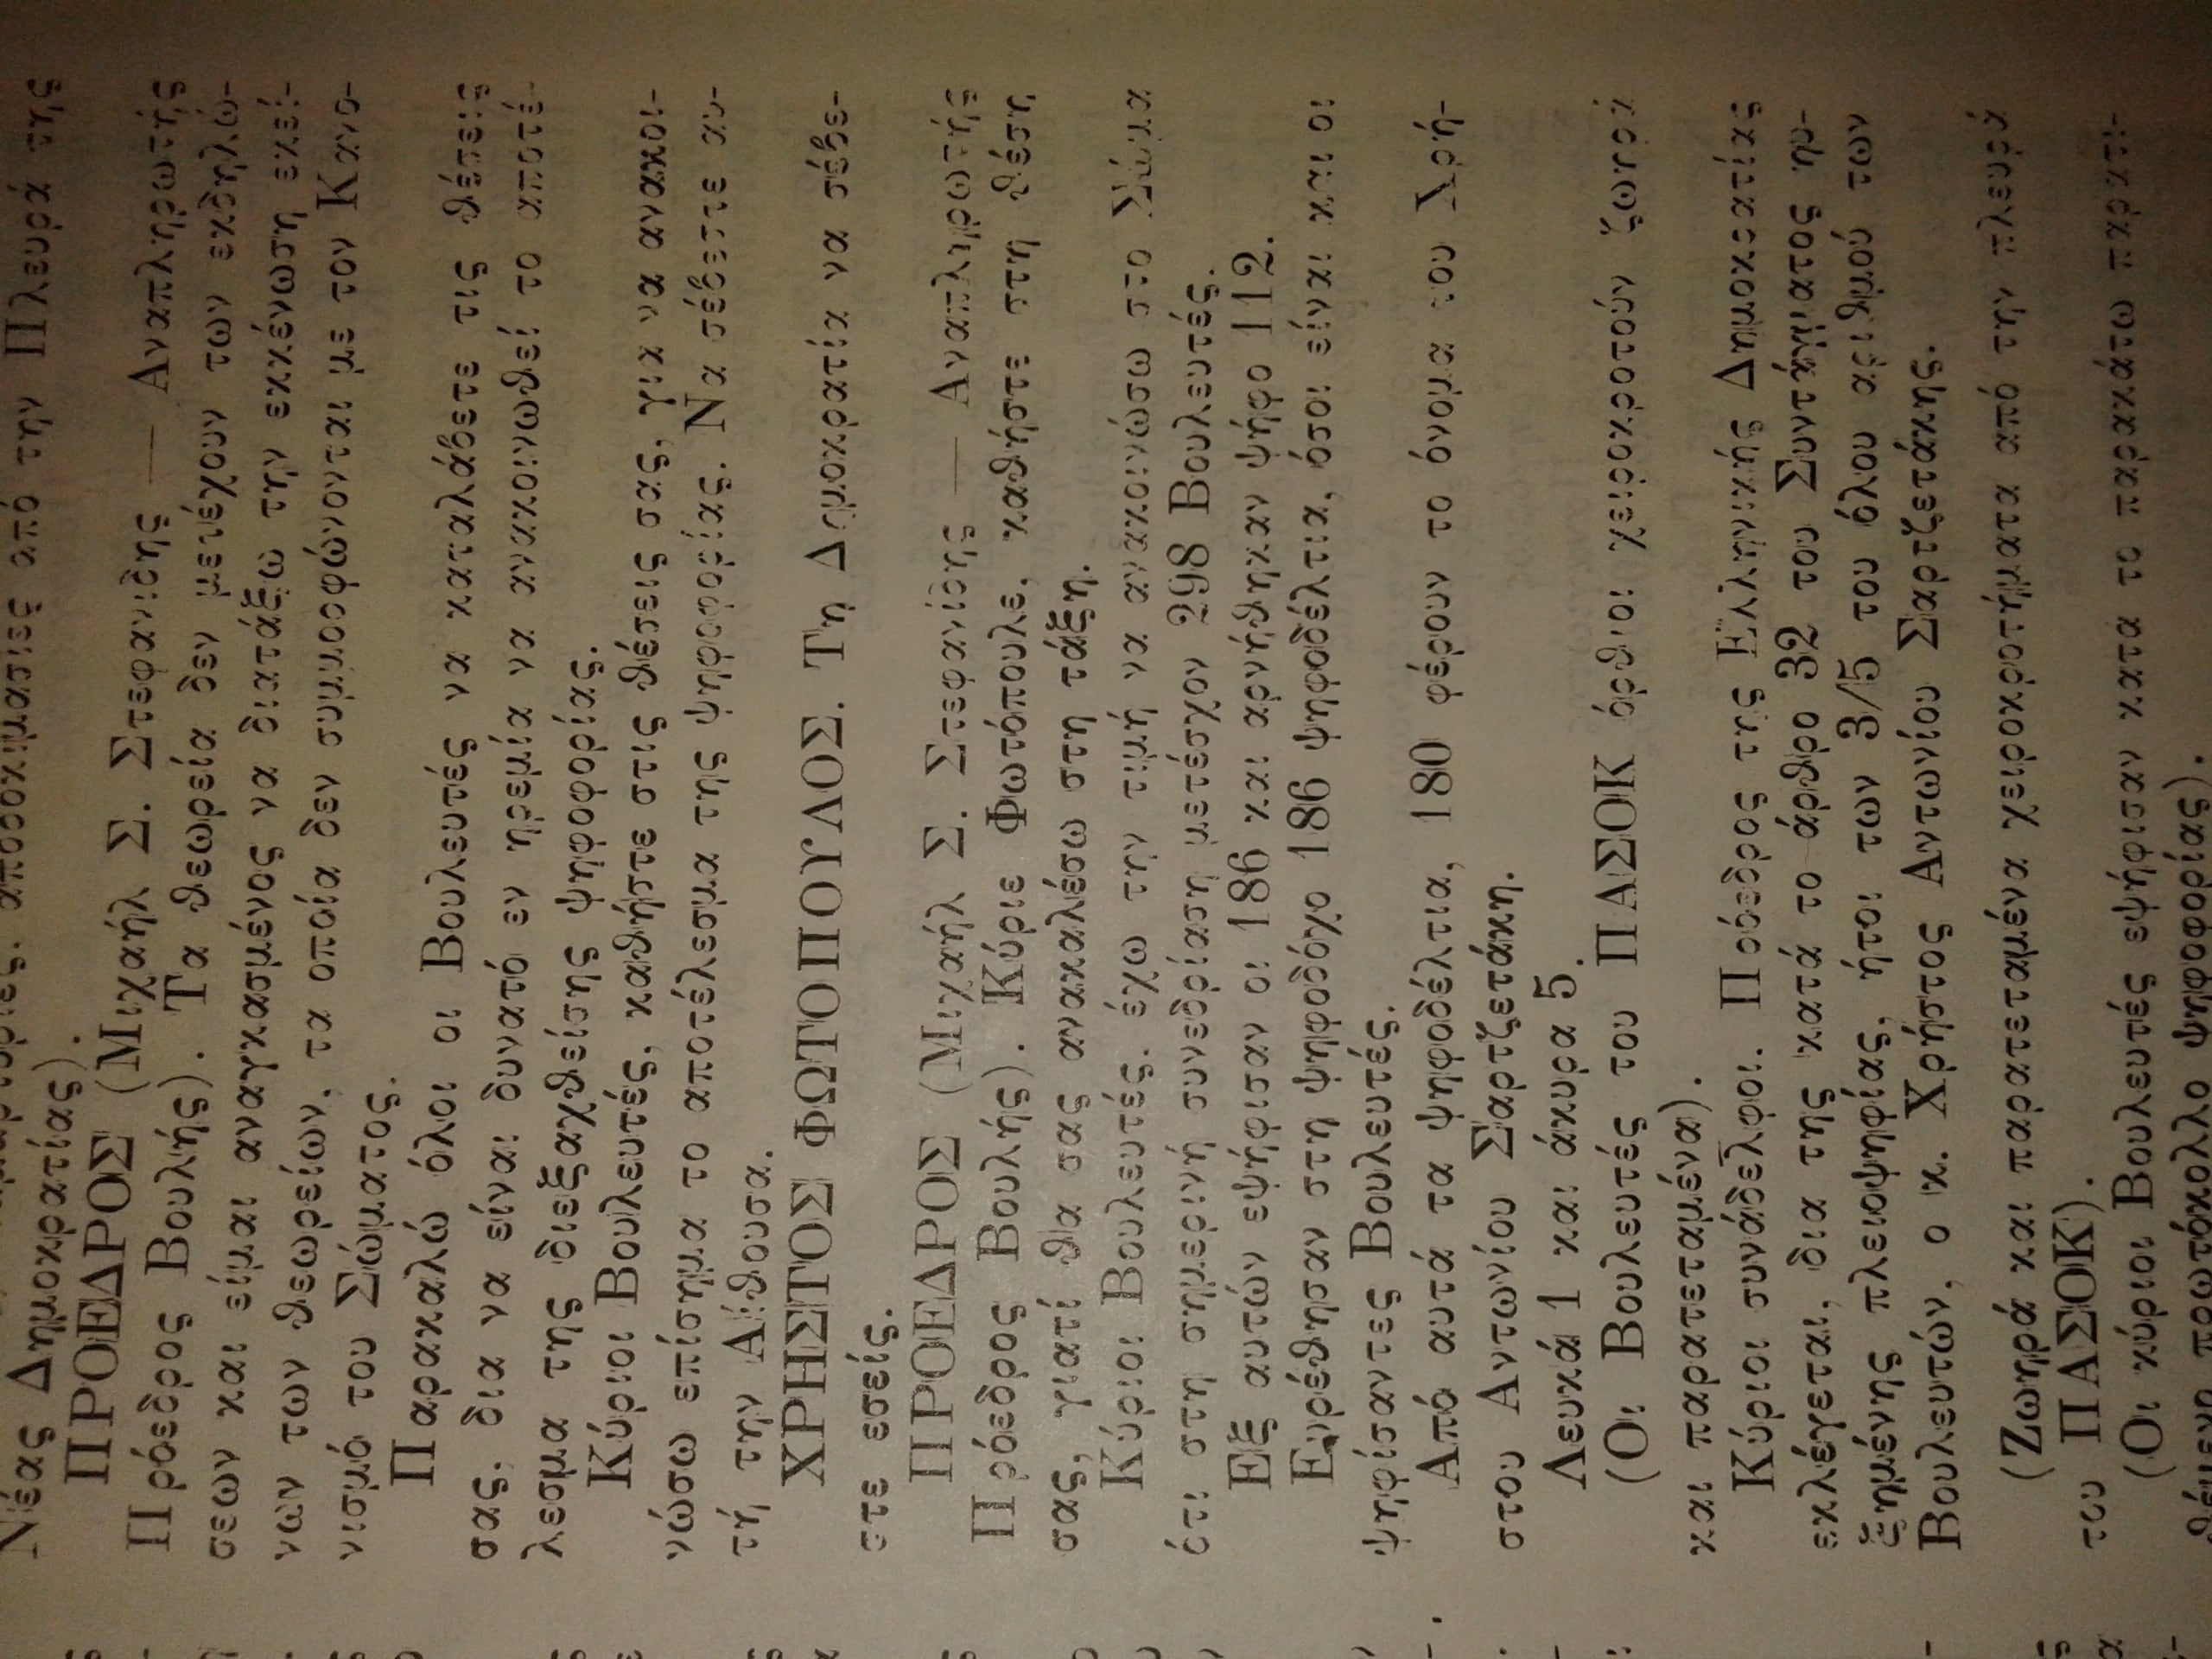 Νέας Δημοκρατίας).
ΠΡΟΕΔΡΟΣ (Μιχαήλ Σ. Στεφανίδης — Αναπληρωτής
Πρόεδρος Βουλής). Τα θεωρεία δεν μετέχουν των εκδηλώ-
σεων και είμαι αναγκασμένος να διατάξω την εκκένωση εκεί-
νων των θεωρείων, τα οποία δεν συμμορφώνονται με τον Κανο-
νισμό του Σώματος.
Παρακαλώ όλοι οι Βουλευτές να καταλάβετε τις θέσεις
σας, δια να είναι δυνατό εν ηρεμία να ανακοινωθεί το αποτέ-
λεσμα της διεξαχθείσης ψηφοφορίας.
Κύριοι Βουλευτές, καθήστε στις θέσεις σας, για να ανακοι-
νώσω επίσημα το αποτέλεσμα της ψηφοφορίας. Να σέβεστε αυ-
τή την Αίθουσα.
ΧΡΗΣΤΟΣ ΦΩΤΟΠΟΥΛΟΣ. Τη Δημοκρατία να σέβε-
στε εσείς.
ΠΡΟΕΔΡΟΣ (Μιχαήλ Σ. Στεφανίδης — Αναπληρωτής
Πρόεδρος Βουλής). Κύριε Φωτόπουλε, καθήστε στη θέση
σας, γιατί θα σας ανακαλέσω στη τάξη.
Κύριοι Βουλευτές, έχω την τιμή να ανακοινώσω στο Σώμα
ότι στη σημερινή συνεδρίαση μετέσχον 298 Βουλευτές.
Εξ αυτών εψήφισαν οι 186 και αρνήθηκαν ψήφο 112.
Ευρέθησαν στη ψηφοδόχο 186 ψηφοδέλτια, όσοι είναι και οι
ψηφίσαντες Βουλευτές.
Από αυτά τα ψηφοδέλτια, 180 φέρουν το όνομα του Χρή-
στου Αντωνίου Σαρτζετάκη.
Λευκά 1 και άκυρα 5.
(Οι Βουλευτές του ΠΑΣΟΚ όρθιοι χειροκροτούν ζωηρά
και παρατεταμένα).
Κύριοι συνάδελφοι. Πρόεδρος της Ελληνικής Δημοκρατίας
εκλέγεται, δια της κατά το άρθρο 32 του Συντάγματος ηυ-
ξημένης πλειοψηφίας, ήτοι των 3/5 του όλου αριθμού των
Βουλευτών, ο κ. Χρήστος Αντωνίου Σαρτζετάκης.
(Ζωηρά και παρατεταμένα χειροκροτήματα από την πλευρά
του ΠΑΣΟΚ).
(Οι κύριοι Βουλευτές εψήφισαν κατα το παρακάτω παρατι-
θέμενο πρωτόκολλο ψηφοφορίας).